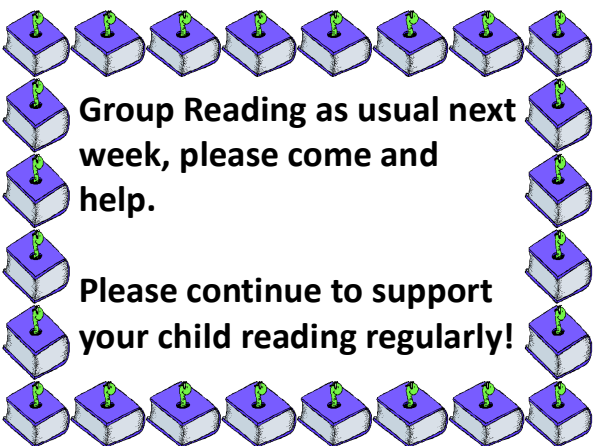 Group Reading as usual next
week, please come and
help.
Please continue to support
your child reading regularly!